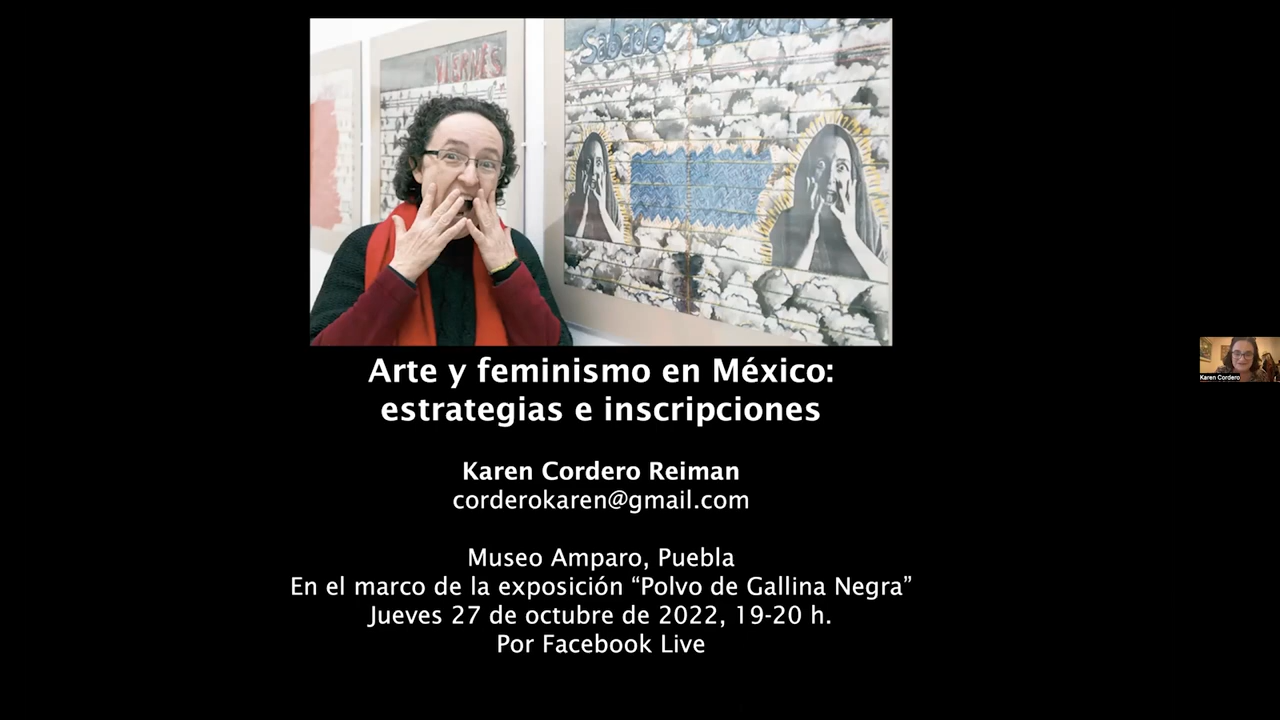 VIERNES
Sabado
Arte y feminismo en México:
estrategias e inscripciones
Karen Cordero Reiman
corderokaren@gmail.com
Museo Amparo, Puebla
En el marco de la exposición “Polvo de Gallina Negra”
Jueves 27 de octubre de 2022, 19-20 h.
Por Facebook Live
Karen Cordero